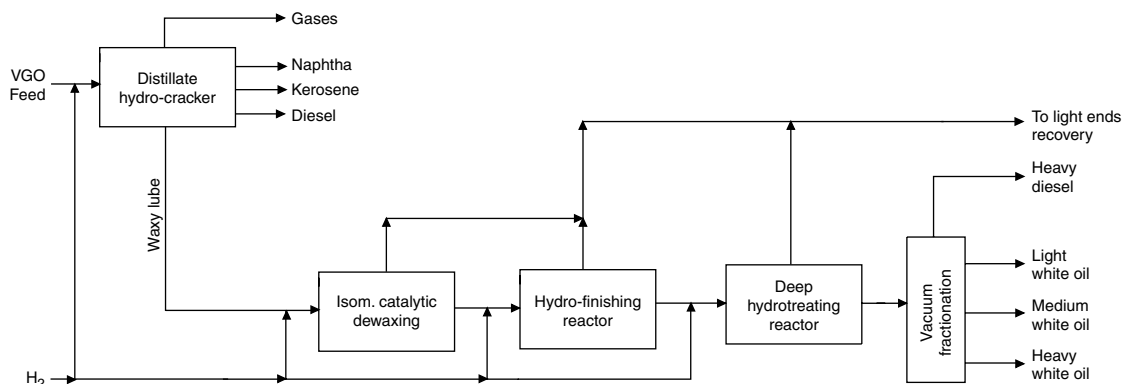 Gases
VGO
Feed
Distillate
hydro-cracker
Naphtha
Kerosene
Diesel
To light ends
recovery
Heavy
diesel
Waxy lube
Isom. catalytic
dewaxing
Hydro-finishing
reactor
Deep
hydrotreating
reactor
Vacuum
fractionation
Light
white oil
Medium
white oil
Heavy
white oil
H2